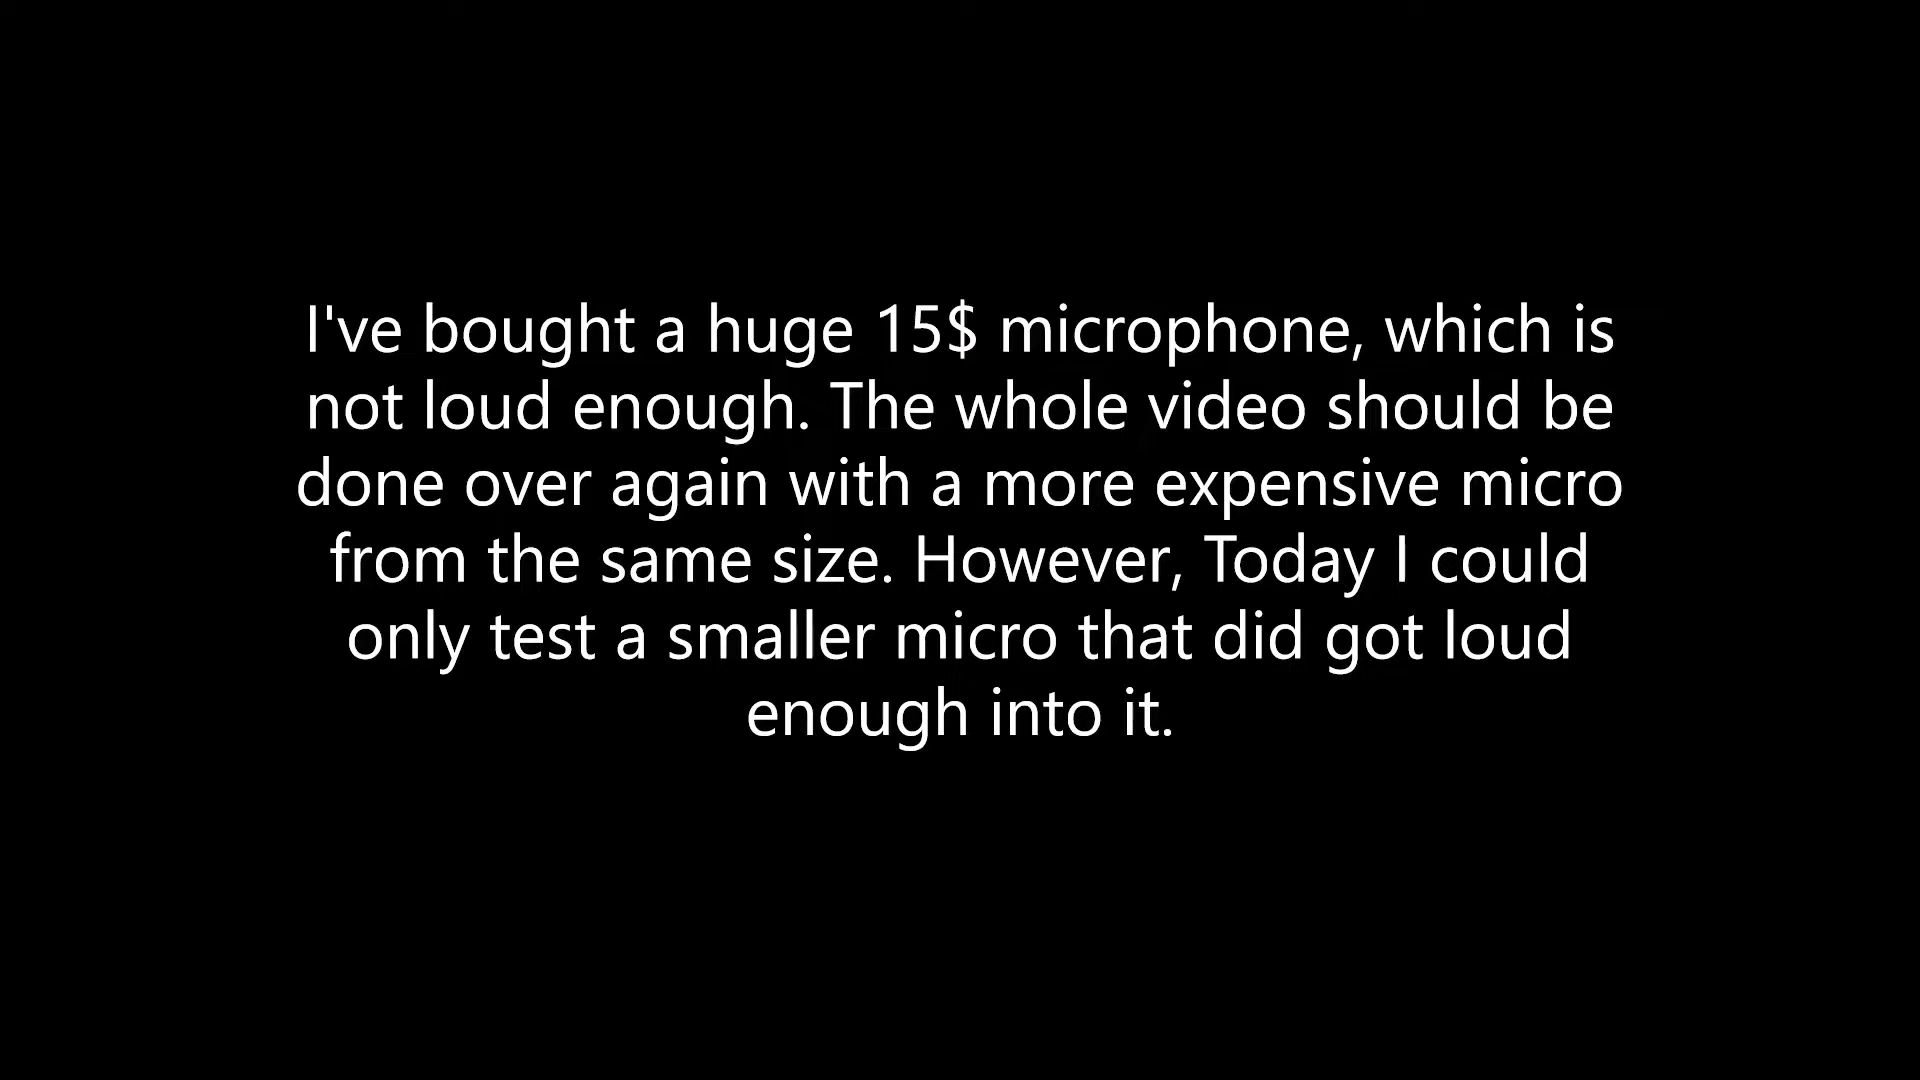 I've bought a huge 15$ microphone, which is
not loud enough. The whole video should be
done over again with a more expensive micro
from the same size. However, Today I could
only test a smaller micro that did got loud
enough into it.